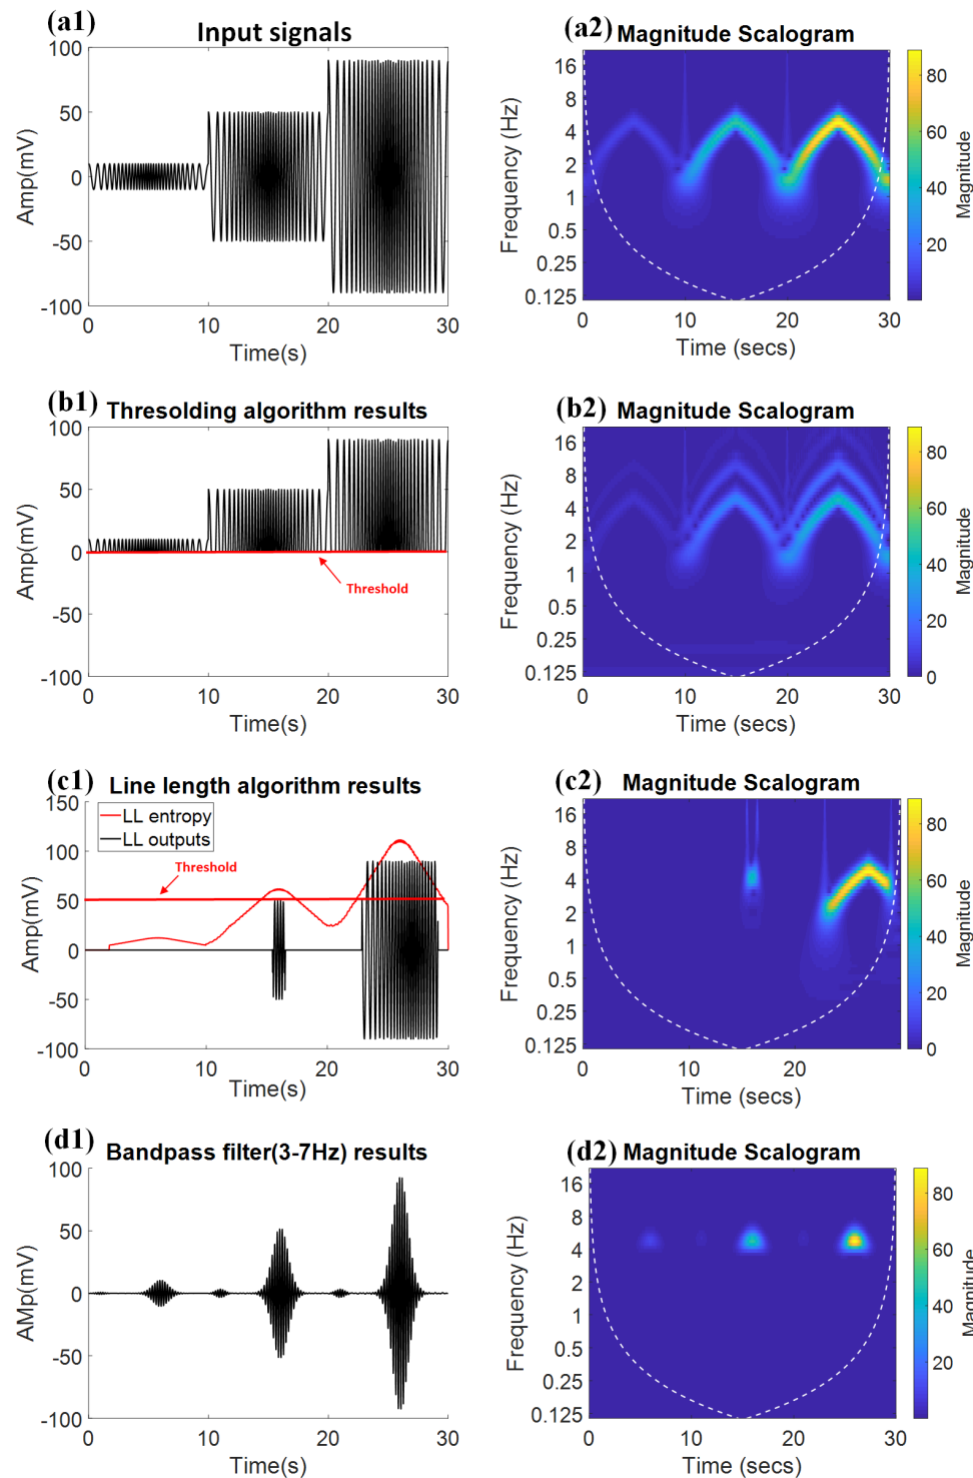 (a1)
Input signals
100
50
0
-50
-100
Amp(mV)
0 10 20 30
Time(s)
(a2)
Magnitude Scalogram
16
8
4
2
1
0.5
0.25
0.125
Frequency (Hz)
10 20 30
Time (secs)
80
60
40
20
Magnitude
(b1)
Thresolding algorithm results
100
50
0
-50
-100
Amp(mV)
Threshold
0 10 20 30
Time(s)
(b2)
Magnitude Scalogram
16
8
4
2
1
0.5
0.25
0.125
Frequency (Hz)
0 10 20 30
Time (secs)
80
60
40
20
0
Magnitude
(c1)
Line length algorithm results
150
100
50
0
-50
-100
Amp(mV)
LL entropy
LL outputs
Threshold
0 10 20 30
Time(s)
(c2)
Magnitude Scalogram
16
8
4
2
1
0.5
0.25
0.125
Frequency (Hz)
0 20
Time (secs)
80
60
40
20
0
Magnitude
(d1)
Bandpass filter(3-7Hz) results
100
50
0
-50
-100
AMp(mV)
0 10 20 30
Time(s)
(d2)
Magnitude Scalogram
16
8
4
2
1
0.5
0.25
0.125
Frequency (Hz)
0 10 20 30
Time (secs)
80
60
40
20
Magnitude